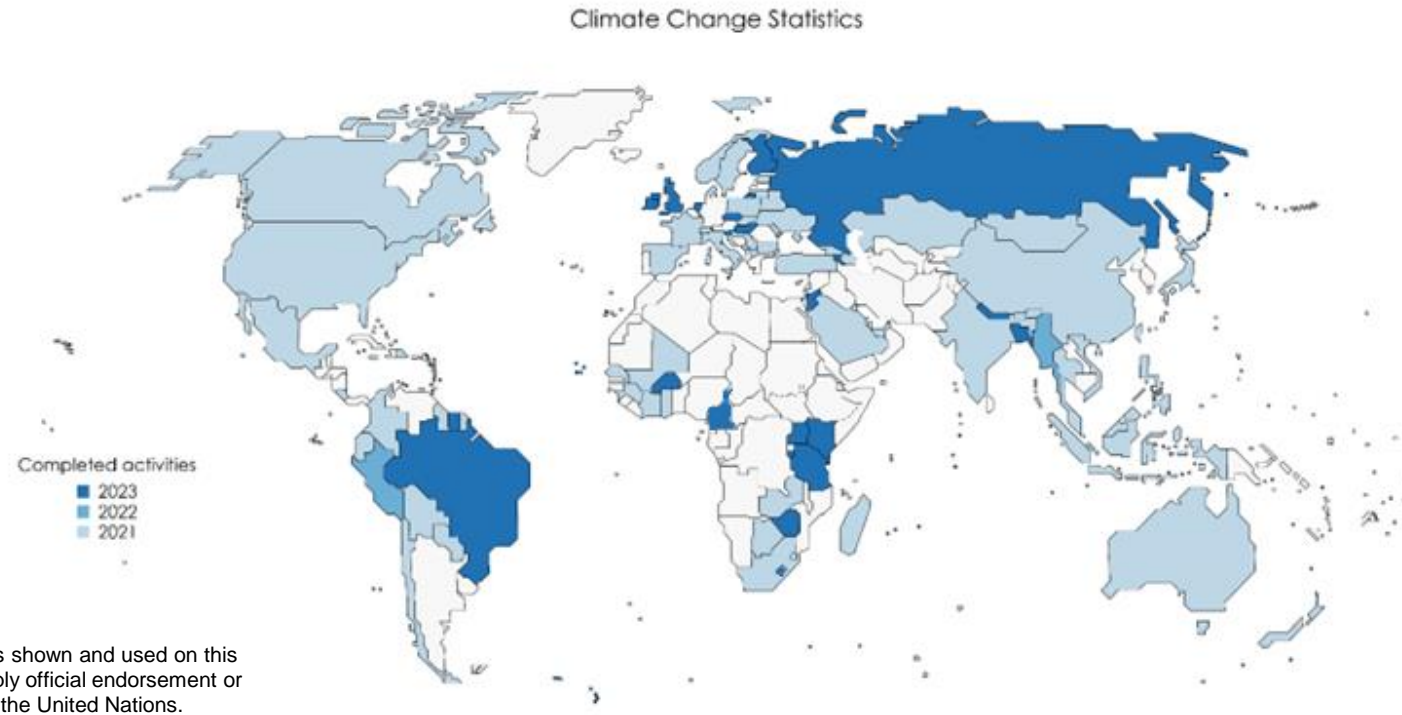 Climate Change Statistics
Completed activities
2023
2022
2021
s shown and used on this
ply official endorsement or
the United Nations.